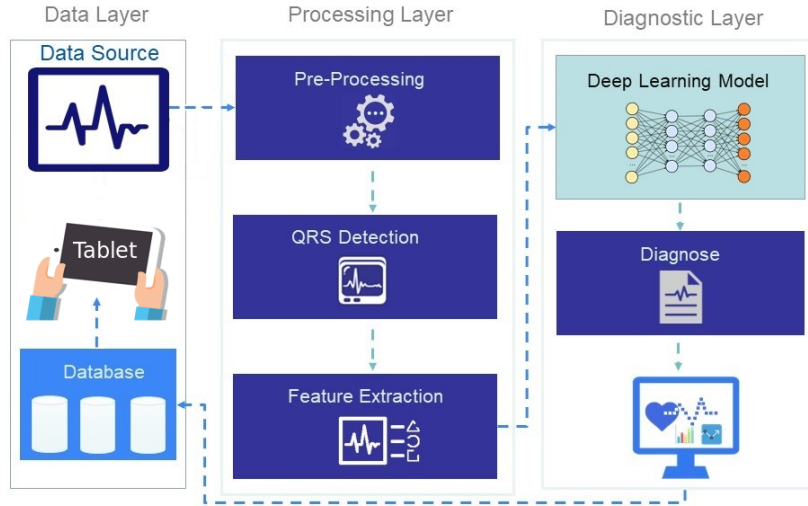 Data Layer
Processing Layer
Diagnostic Layer
Data Source
Tablet
Database
Pre-Processing
QRS Detection
Feature Extraction
Deep Learning Model
Diagnose